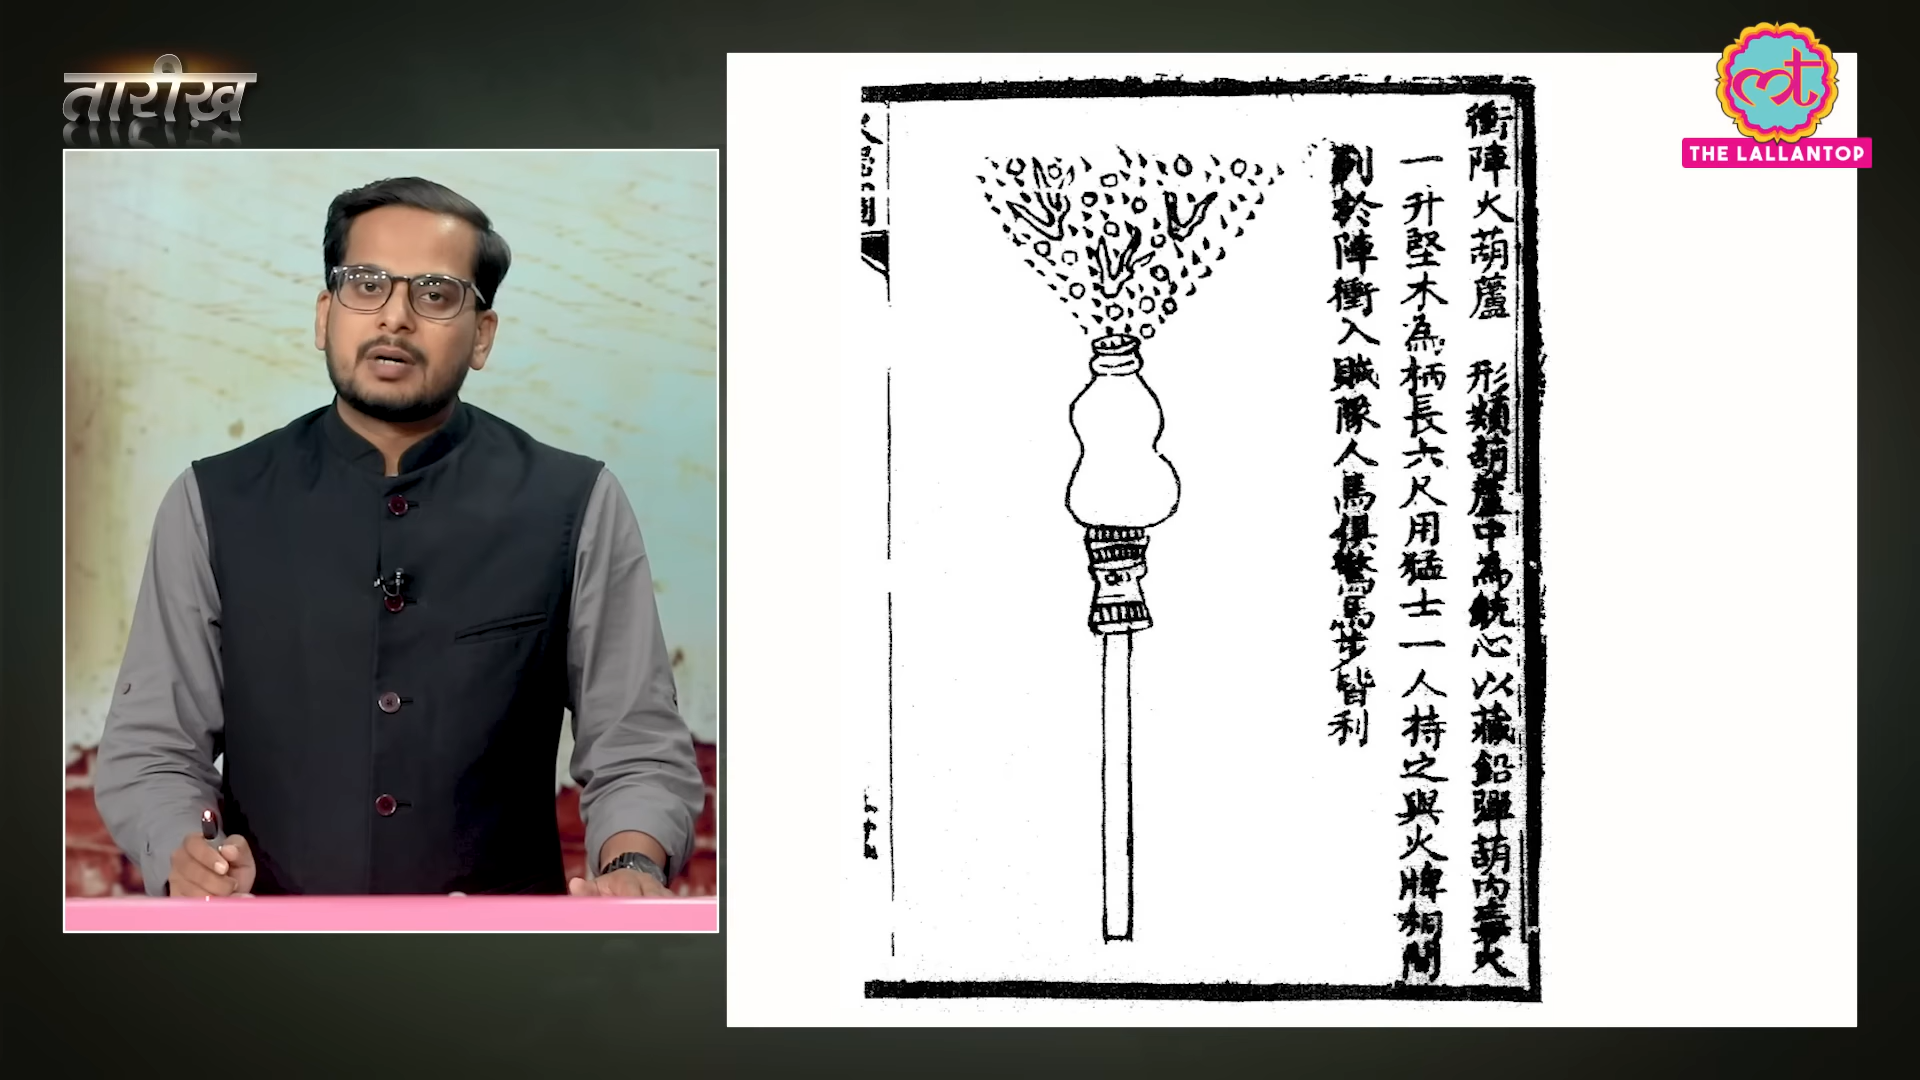 तारीख़
THE LALLANTOP
衝陣火葫蘆 形類葫蘆中為銃心以藏鉛彈葫內毒火
一升堅木為柄長六尺用猛士一人持之與火牌相間
列於陣衝入賊隊人馬俱驚馬步皆利